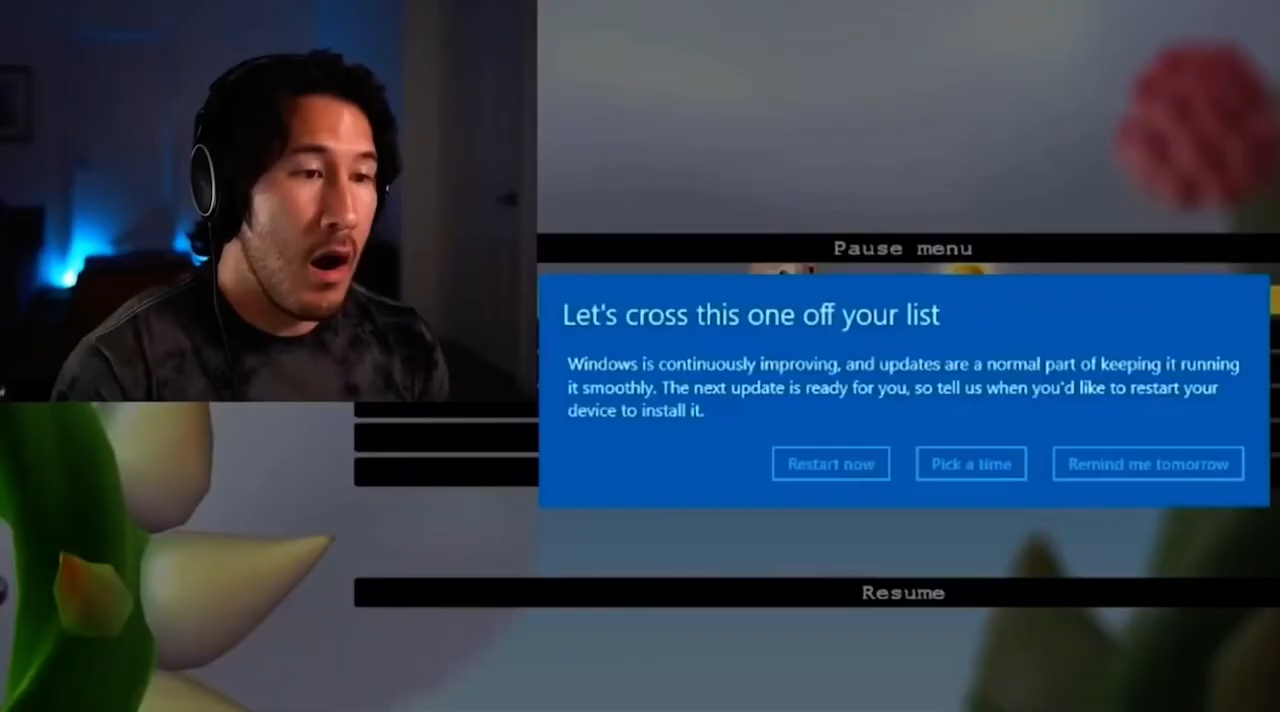 Pause menu
Let's cross this one off your list
Windows is continuously improving, and updates are a normal part of keeping it running
it smoothly. The next update is ready for you, so tell us when you'd like to restart your
device to install it.
Restart now
Pick a time
Remind me tomorrow
Resume